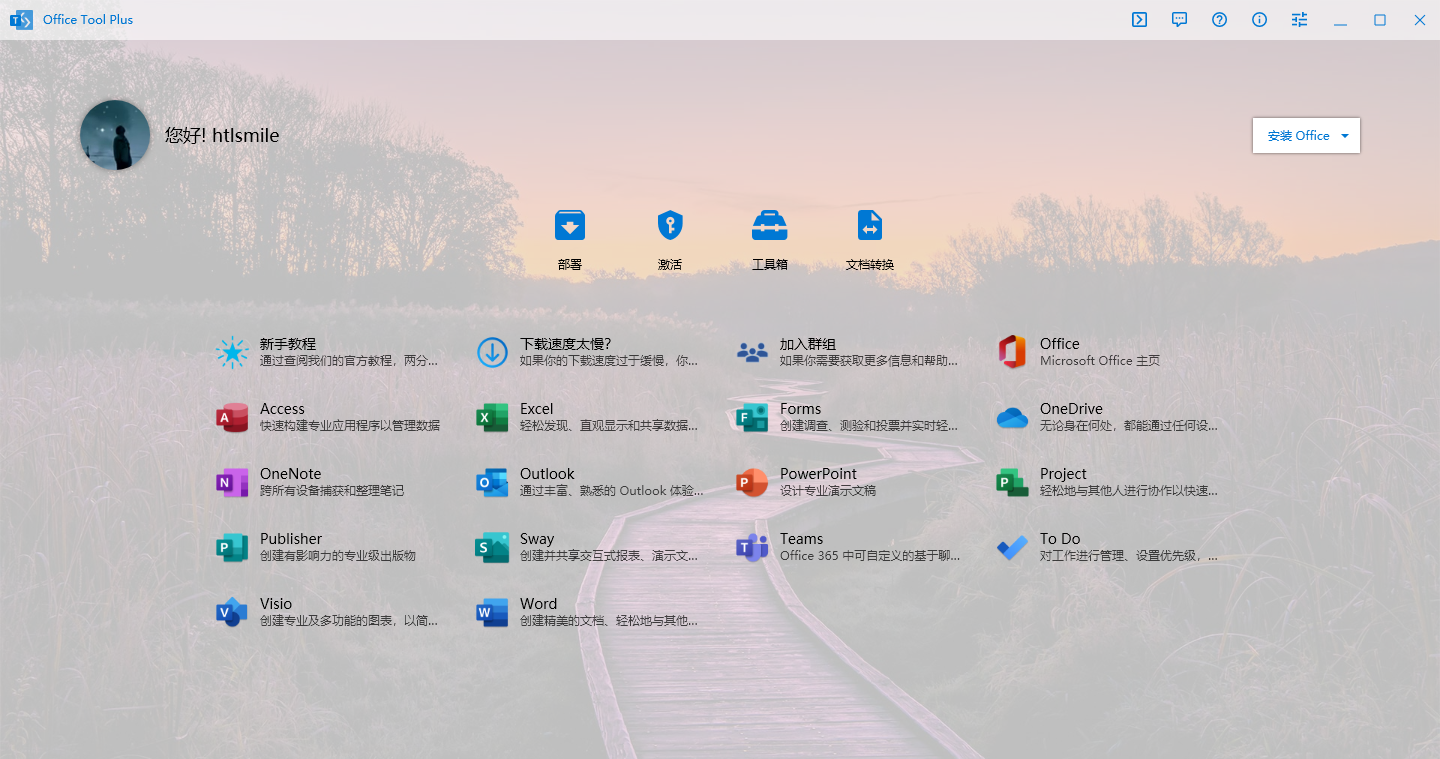 Office Tool Plus
您好! htlsmile
安装 Office
部署
激活
工具箱
文档转换
新手教程
通过查阅我们的官方教程，两分...
下载速度太慢?
如果你的下载速度过于缓慢，你...
加入群组
如果你需要获取更多信息和帮助...
Office
Microsoft Office 主页
Access
快速构建专业应用程序以管理数据
Excel
轻松发现、直观显示和共享数据...
Forms
创建调查、测验和投票并实时轻...
OneDrive
无论身在何处，都能通过任何设...
OneNote
跨所有设备捕获和整理笔记
Outlook
通过丰富、熟悉的 Outlook 体验...
PowerPoint
设计专业演示文稿
Project
轻松地与其他人进行协作以快速...
Publisher
创建有影响力的专业级出版物
Sway
创建并共享交互式报表、演示文...
Teams
Office 365 中可自定义的基于聊...
To Do
对工作进行管理、设置优先级，...
Visio
创建专业及多功能的图表，以简...
Word
创建精美的文档、轻松地与其他...